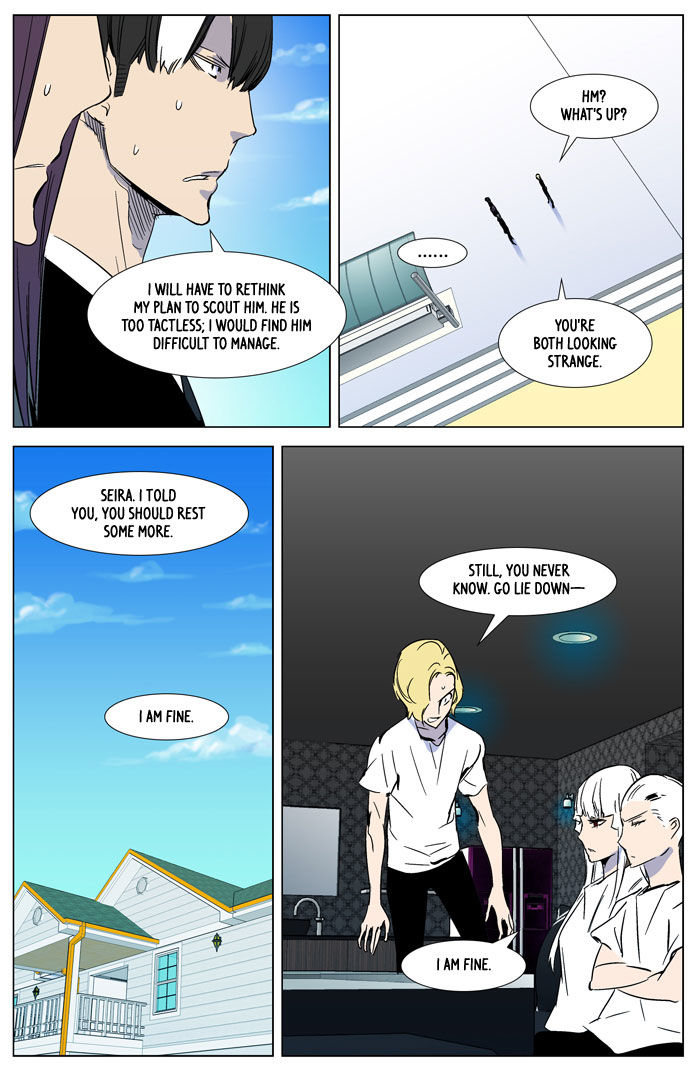 I WILL HAVE TO RETHINK
MY PLAN TO SCOUT HIM. HE IS
TOO TACTLESS; I WOULD FIND HIM
DIFFICULT TO MANAGE.
HM?
WHAT'S UP?
......
YOU'RE
BOTH LOOKING
STRANGE.
SEIRA. I TOLD
YOU, YOU SHOULD REST
SOME MORE.
I AM FINE.
STILL, YOU NEVER
KNOW. GO LIE DOWN—
I AM FINE.